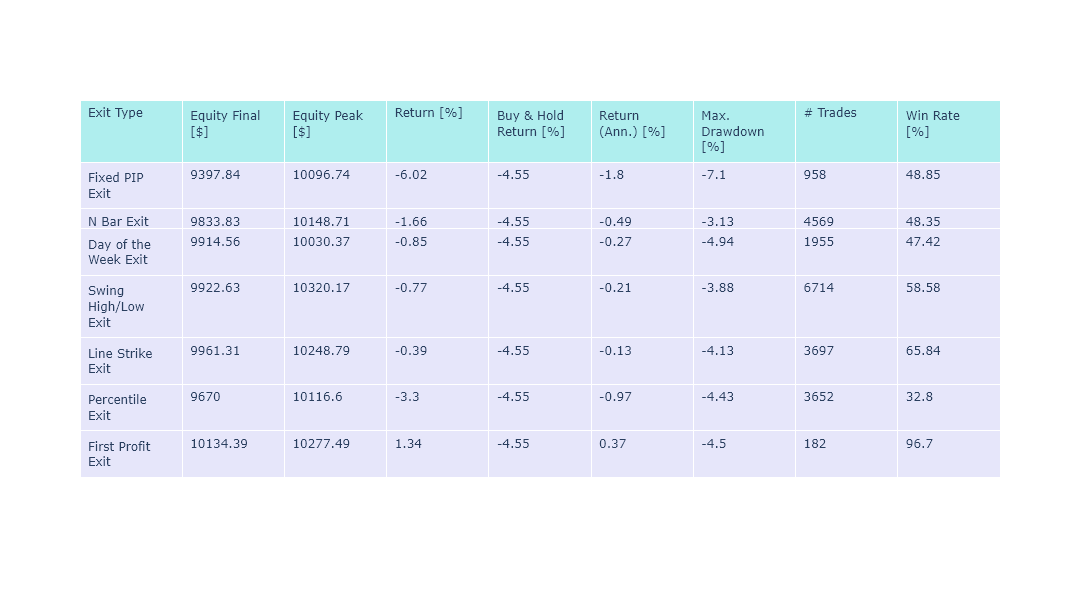 Exit Type Equity Final [$] Equity Peak [$] Return [%] Buy & Hold Return [%] Return (Ann.) [%] Max. Drawdown [%] # Trades Win Rate [%]
Fixed PIP Exit 9397.84 10096.74 -6.02 -4.55 -1.8 -7.1 958 48.85
N Bar Exit 9833.83 10148.71 -1.66 -4.55 -0.49 -3.13 4569 48.35
Day of the Week Exit 9914.56 10030.37 -0.85 -4.55 -0.27 -4.94 1955 47.42
Swing High/Low Exit 9922.63 10320.17 -0.77 -4.55 -0.21 -3.88 6714 58.58
Line Strike Exit 9961.31 10248.79 -0.39 -4.55 -0.13 -4.13 3697 65.84
Percentile Exit 9670 10116.6 -3.3 -4.55 -0.97 -4.43 3652 32.8
First Profit Exit 10134.39 10277.49 1.34 -4.55 0.37 -4.5 182 96.7